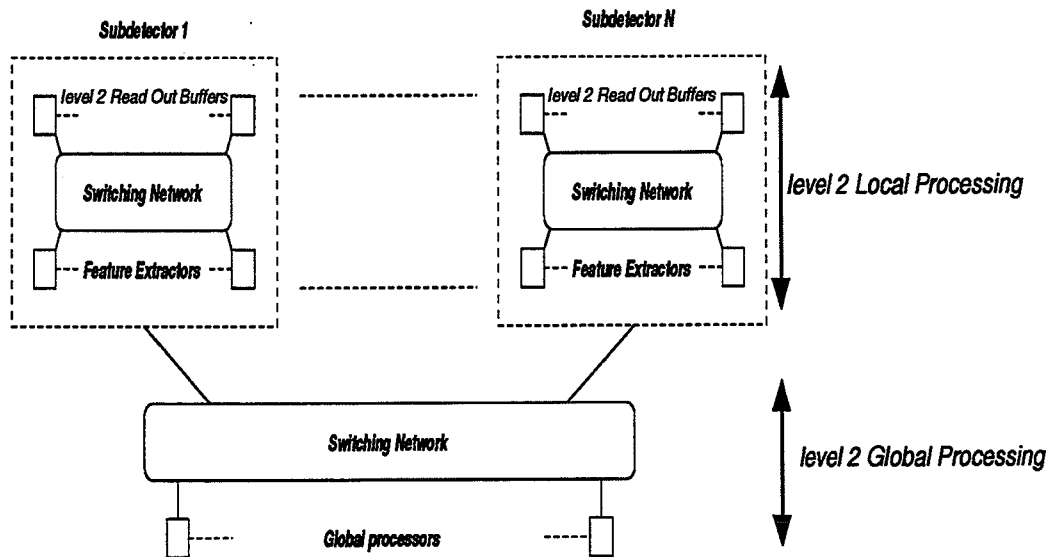 Subdetector 1
Subdetector N
level 2 Read Out Buffers
level 2 Read Out Buffers
Switching Network
Switching Network
level 2 Local Processing
Feature Extractors
Feature Extractors
Switching Network
level 2 Global Processing
Global processors